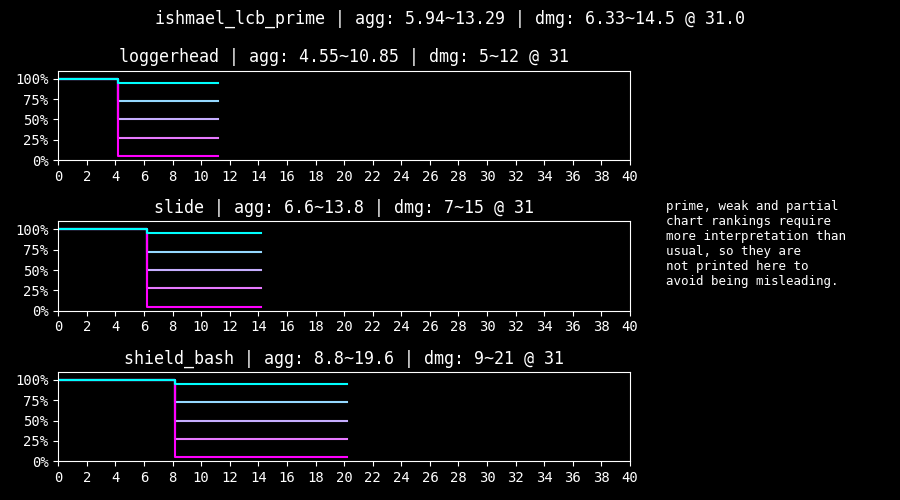 ishmael_lcb_prime | agg: 5.94~13.29 | dmg: 6.33~14.5 @ 31.0
loggerhead | agg: 4.55~10.85 | dmg: 5~12 @ 31
100%
75%
50%
25%
0%
0 2 4 6 8 10 12 14 16 18 20 22 24 26 28 30 32 34 36 38 40
slide | agg: 6.6~13.8 | dmg: 7~15 @ 31
100%
75%
50%
25%
0%
0 2 4 6 8 10 12 14 16 18 20 22 24 26 28 30 32 34 36 38 40
prime, weak and partial
chart rankings require
more interpretation than
usual, so they are
not printed here to
avoid being misleading.
shield_bash | agg: 8.8~19.6 | dmg: 9~21 @ 31
100%
75%
50%
25%
0%
0 2 4 6 8 10 12 14 16 18 20 22 24 26 28 30 32 34 36 38 40